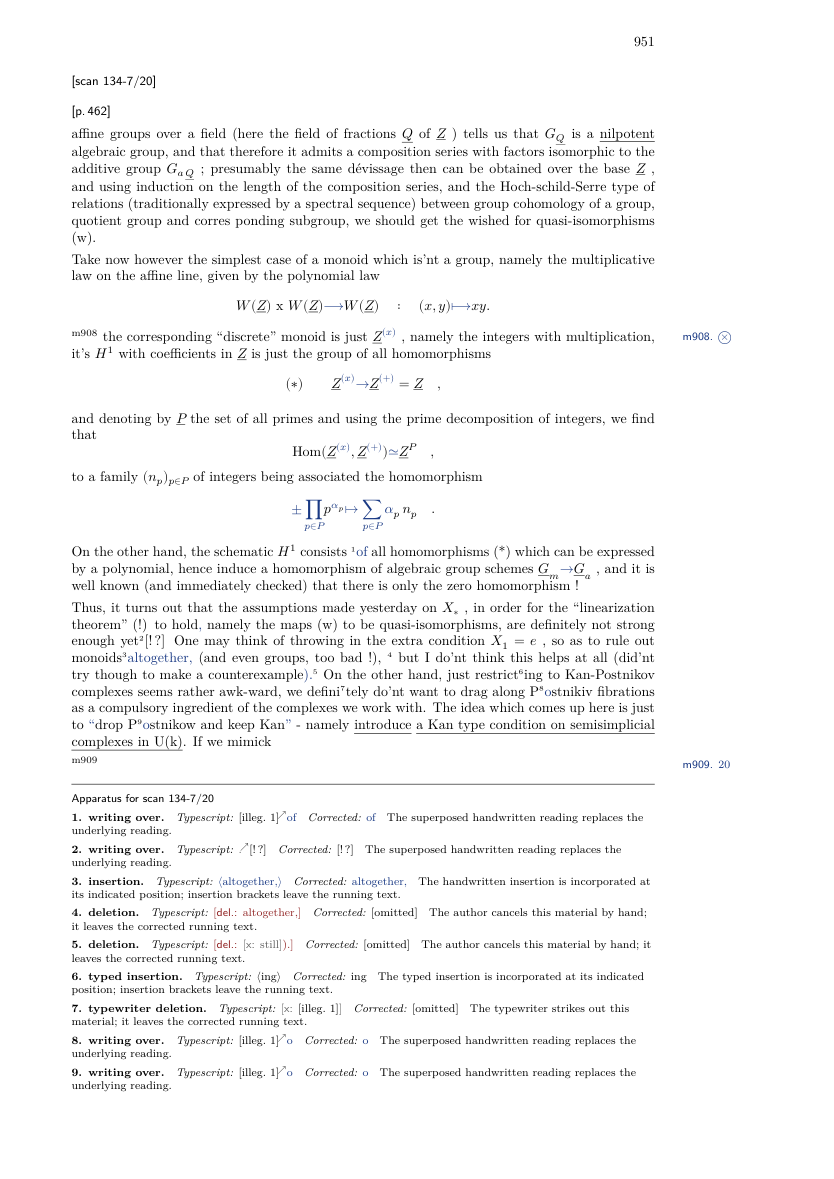 951
[scan 134-7/20]
[p. 462]
affine groups over a field (here the field of fractions Q of Z ) tells us that G_Q is a nilpotent
algebraic group, and that therefore it admits a composition series with factors isomorphic to the
additive group G_{a Q} ; presumably the same dévissage then can be obtained over the base Z ,
and using induction on the length of the composition series, and the Hoch-schild-Serre type of
relations (traditionally expressed by a spectral sequence) between group cohomology of a group,
quotient group and corres ponding subgroup, we should get the wished for quasi-isomorphisms
(w).
Take now however the simplest case of a monoid which is'nt a group, namely the multiplicative
law on the affine line, given by the polynomial law
W(Z) x W(Z)⟶W(Z) : (x, y)⟼xy.
m908 the corresponding “discrete” monoid is just Z^{(x)} , namely the integers with multiplication,
m908. ⊗
it's H^1 with coefficients in Z is just the group of all homomorphisms
(∗) Z^{(x)}→Z^{(+)} = Z ,
and denoting by P the set of all primes and using the prime decomposition of integers, we find
that
Hom(Z^{(x)}, Z^{(+)})≃Z^P ,
to a family (n_p)_{p∈P} of integers being associated the homomorphism
± ∏_{p∈P} p^{α_p} ↦ ∑_{p∈P} α_p n_p .
On the other hand, the schematic H^1 consists ¹of all homomorphisms (*) which can be expressed
by a polynomial, hence induce a homomorphism of algebraic group schemes G_m→G_a , and it is
well known (and immediately checked) that there is only the zero homomorphism !
Thus, it turns out that the assumptions made yesterday on X_* , in order for the “linearization
theorem” (!) to hold, namely the maps (w) to be quasi-isomorphisms, are definitely not strong
enough yet²[! ?] One may think of throwing in the extra condition X_1 = e , so as to rule out
monoids³altogether, (and even groups, too bad !), ⁴ but I do'nt think this helps at all (did'nt
try though to make a counterexample).⁵ On the other hand, just restrict⁶ing to Kan-Postnikov
complexes seems rather awk-ward, we defini⁷tely do'nt want to drag along P⁸ostnikiv fibrations
as a compulsory ingredient of the complexes we work with. The idea which comes up here is just
to “drop P⁹ostnikow and keep Kan” - namely introduce a Kan type condition on semisimplicial
complexes in U(k). If we mimick
m909
m909. 20
Apparatus for scan 134-7/20
1. writing over. Typescript: [illeg. 1]↗of Corrected: of The superposed handwritten reading replaces the
underlying reading.
2. writing over. Typescript: ↗[! ?] Corrected: [! ?] The superposed handwritten reading replaces the
underlying reading.
3. insertion. Typescript: ⟨altogether,⟩ Corrected: altogether, The handwritten insertion is incorporated at
its indicated position; insertion brackets leave the running text.
4. deletion. Typescript: [del.: altogether,] Corrected: [omitted] The author cancels this material by hand;
it leaves the corrected running text.
5. deletion. Typescript: [del.: [x: still]).] Corrected: [omitted] The author cancels this material by hand; it
leaves the corrected running text.
6. typed insertion. Typescript: ⟨ing⟩ Corrected: ing The typed insertion is incorporated at its indicated
position; insertion brackets leave the running text.
7. typewriter deletion. Typescript: [x: [illeg. 1]] Corrected: [omitted] The typewriter strikes out this
material; it leaves the corrected running text.
8. writing over. Typescript: [illeg. 1]↗o Corrected: o The superposed handwritten reading replaces the
underlying reading.
9. writing over. Typescript: [illeg. 1]↗o Corrected: o The superposed handwritten reading replaces the
underlying reading.